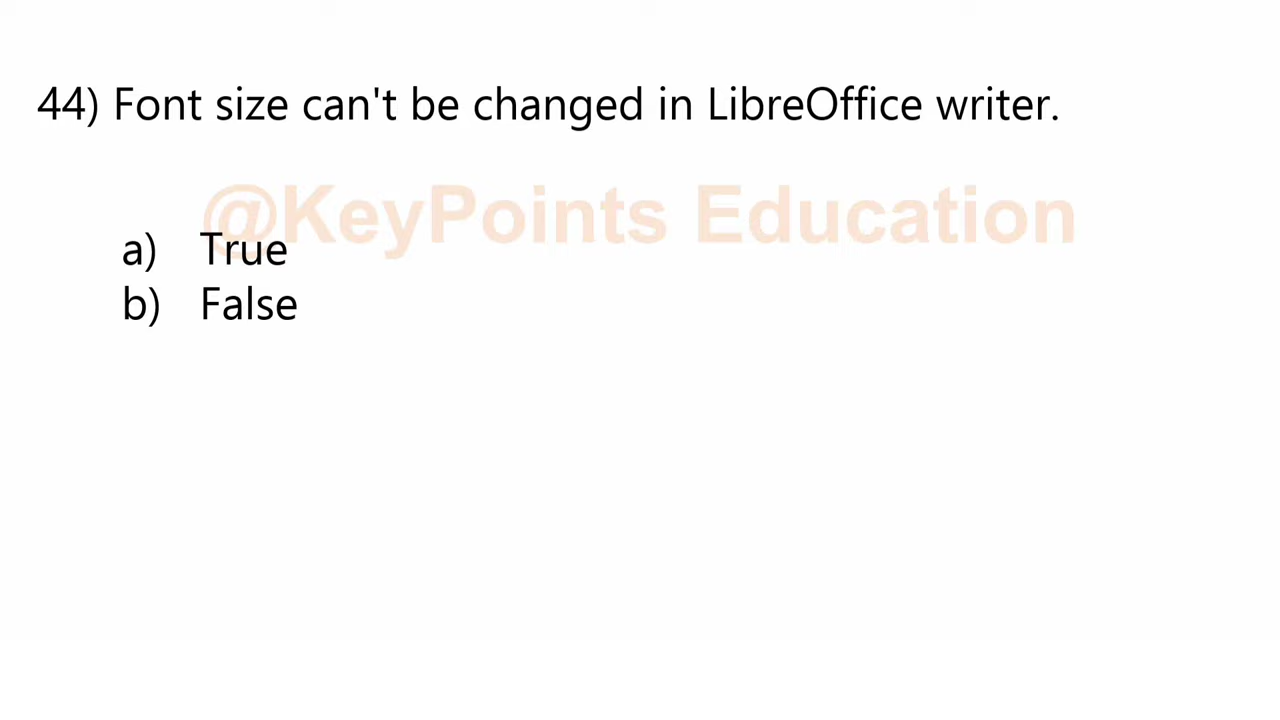 44) Font size can't be changed in LibreOffice writer.
@KeyPoints Education
a) True
b) False